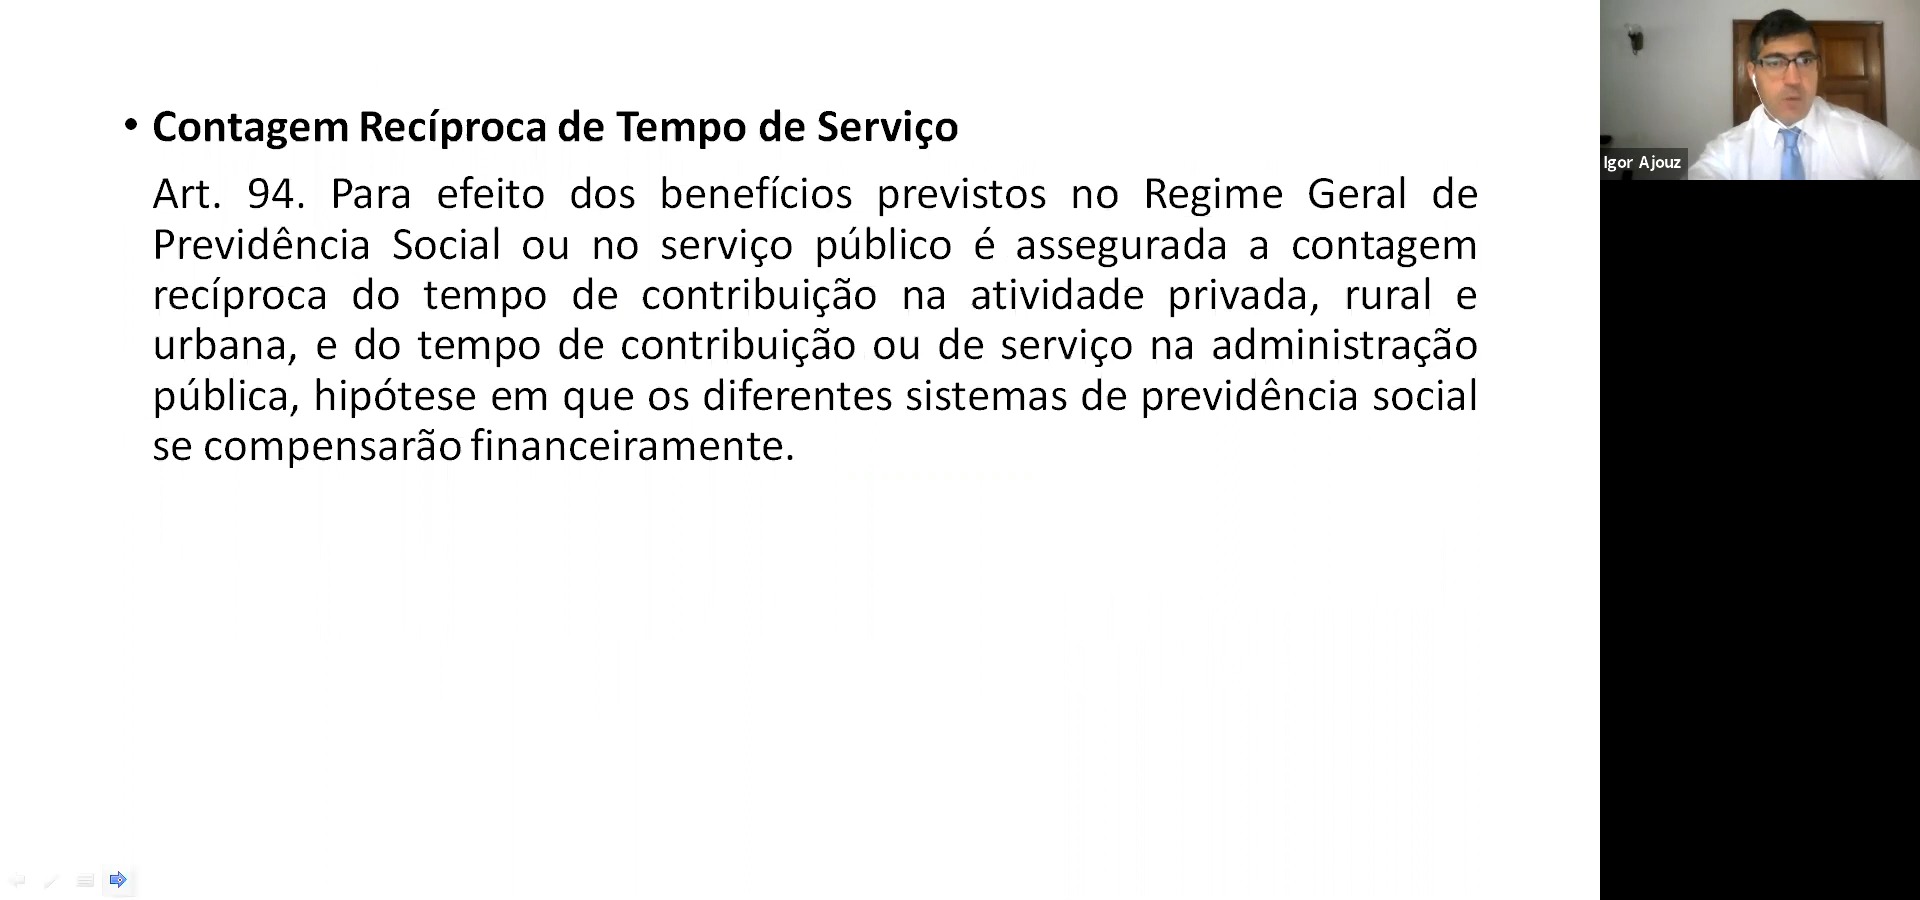 • Contagem Recíproca de Tempo de Serviço
Art. 94. Para efeito dos benefícios previstos no Regime Geral de
Previdência Social ou no serviço público é assegurada a contagem
recíproca do tempo de contribuição na atividade privada, rural e
urbana, e do tempo de contribuição ou de serviço na administração
pública, hipótese em que os diferentes sistemas de previdência social
se compensarão financeiramente.
Igor Ajouz